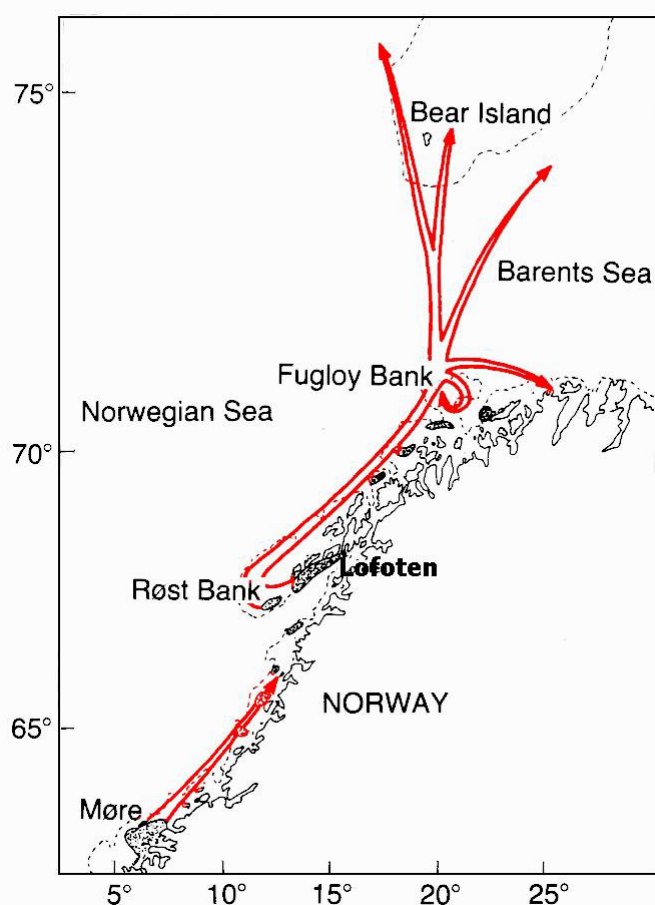 75°
Bear Island
Barents Sea
Fugloy Bank
Norwegian Sea
70°
Lofoten
Røst Bank
NORWAY
65°
Møre
5° 10° 15° 20° 25°